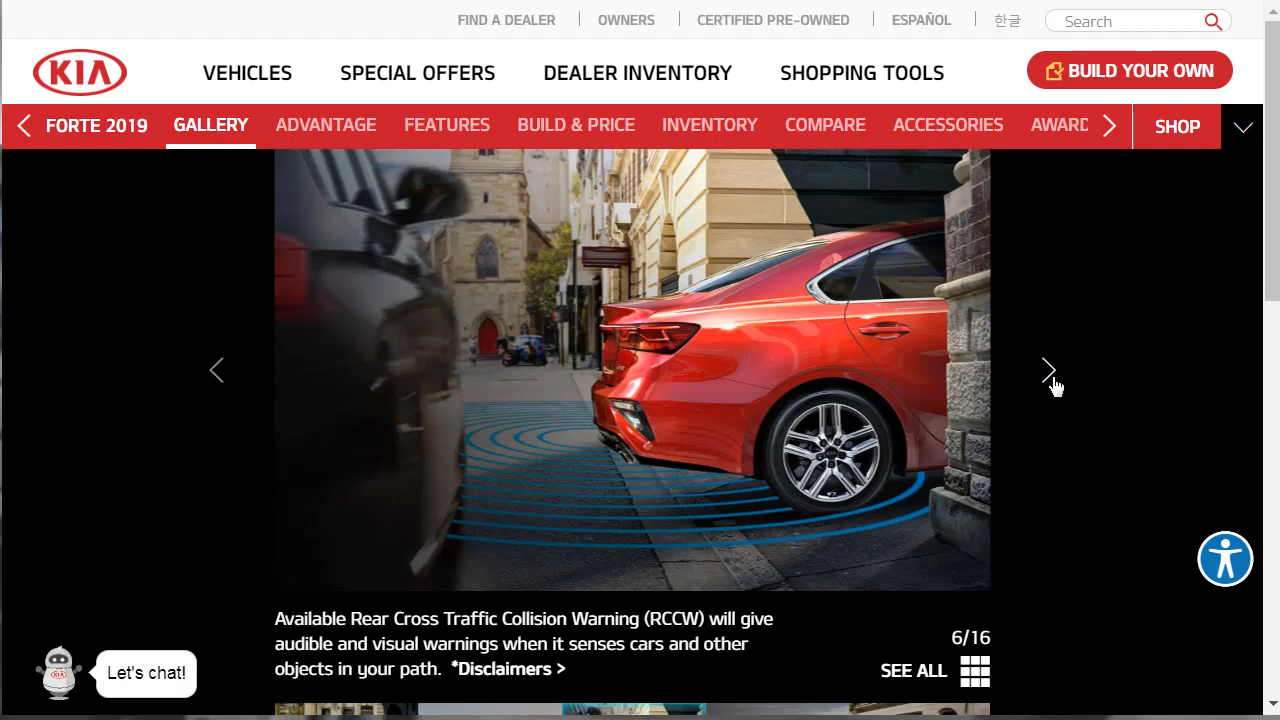 FIND A DEALER
OWNERS
CERTIFIED PRE-OWNED
ESPAÑOL
한글
Search
KIA
VEHICLES
SPECIAL OFFERS
DEALER INVENTORY
SHOPPING TOOLS
BUILD YOUR OWN
FORTE 2019
GALLERY
ADVANTAGE
FEATURES
BUILD & PRICE
INVENTORY
COMPARE
ACCESSORIES
AWARD
SHOP
Available Rear Cross Traffic Collision Warning (RCCW) will give
audible and visual warnings when it senses cars and other
objects in your path. *Disclaimers >
6/16
SEE ALL
KIA
Let's chat!